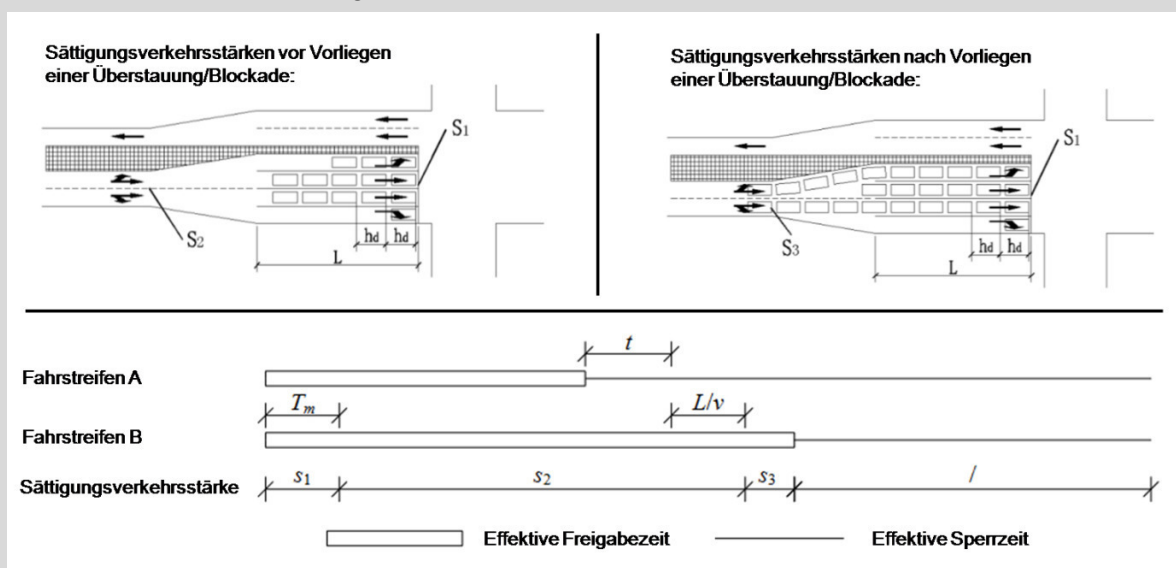 Sättigungsverkehrsstärken vor Vorliegen
einer Überstauung/Blockade:
S1
S2
hd hd
L
Sättigungsverkehrsstärken nach Vorliegen
einer Überstauung/Blockade:
S1
S3
hd hd
L
t
Fahrstreifen A
Tm L/v
Fahrstreifen B
Sättigungsverkehrsstärke s1 s2 s3 /
Effektive Freigabezeit Effektive Sperrzeit